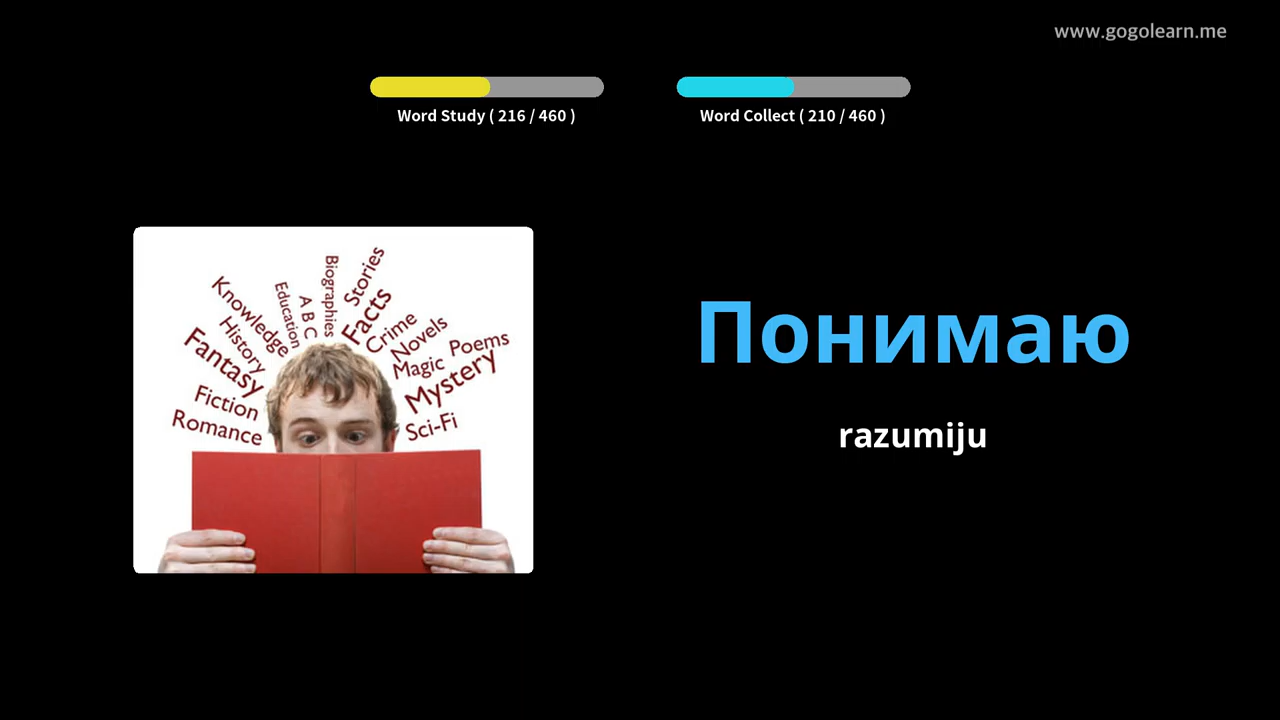 www.gogolearn.me
Word Study ( 216 / 460 )
Word Collect ( 210 / 460 )
Stories
Biographies
Facts
A B C
Education
Knowledge
History
Crime
Novels
Poems
Magic
Fantasy
Mystery
Fiction
Romance
Sci-Fi
Понимаю
razumiju